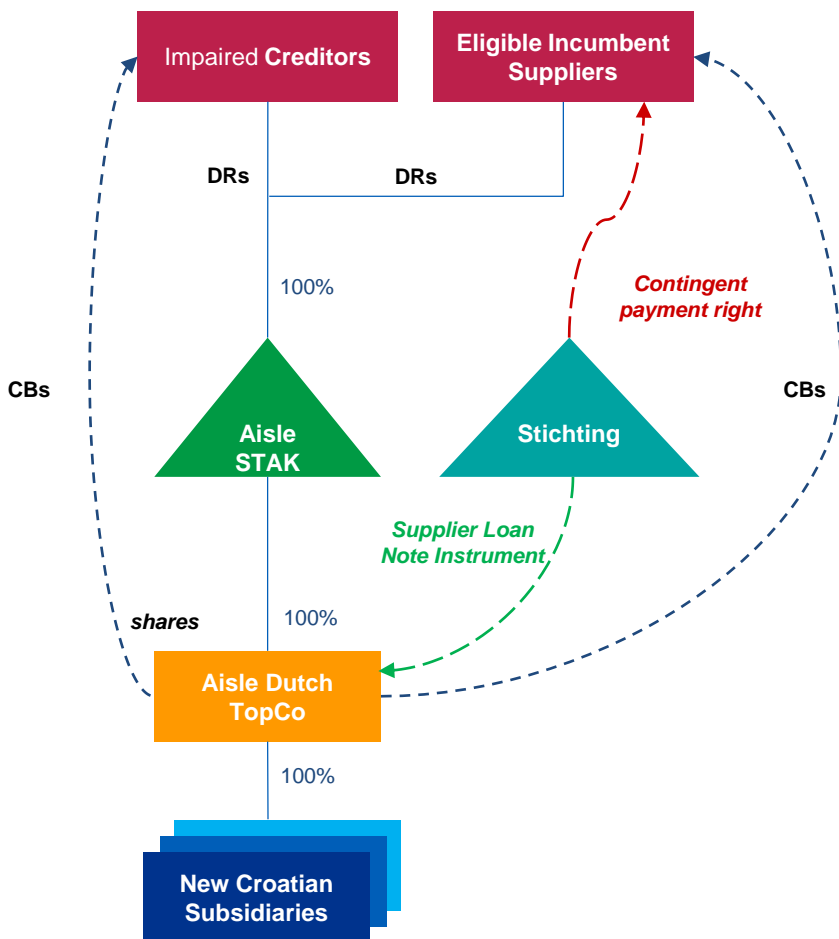 Impaired Creditors
Eligible Incumbent
Suppliers
DRs
DRs
100%
Contingent
payment right
CBs
CBs
Aisle
STAK
Stichting
Supplier Loan
Note Instrument
shares
100%
Aisle Dutch
TopCo
100%
New Croatian
Subsidiaries